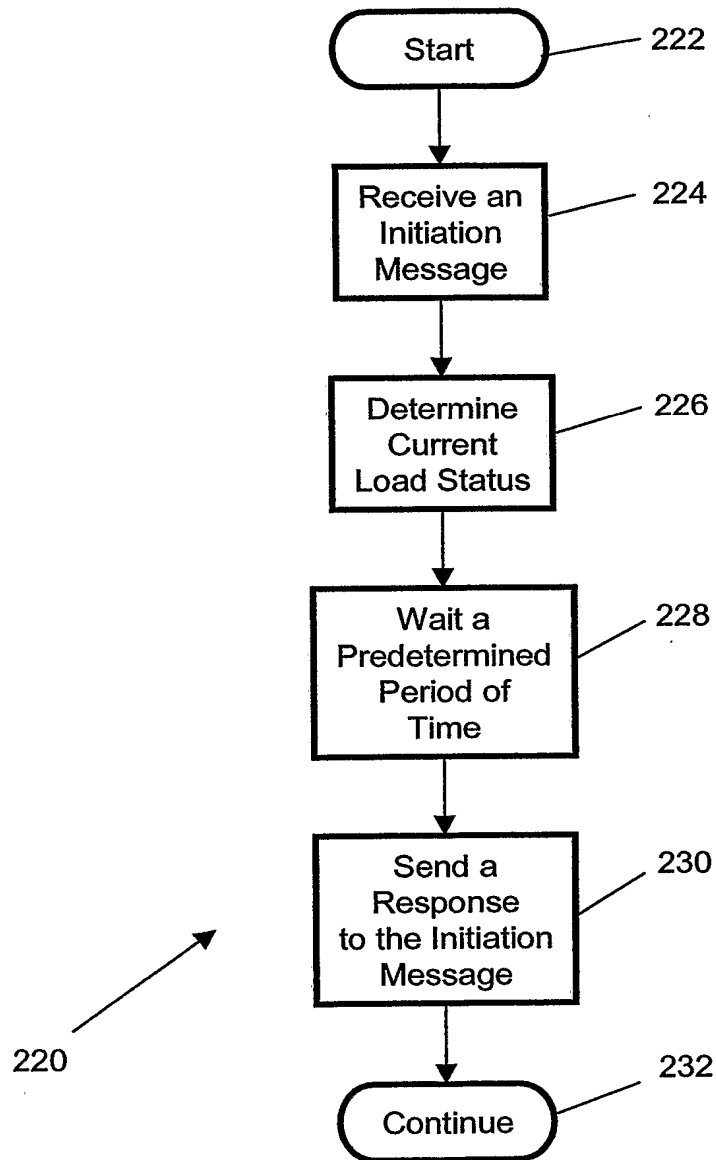 Start
222
Receive an
Initiation
Message
224
Determine
Current
Load Status
226
Wait a
Predetermined
Period of
Time
228
Send a
Response
to the Initiation
Message
230
220
Continue
232